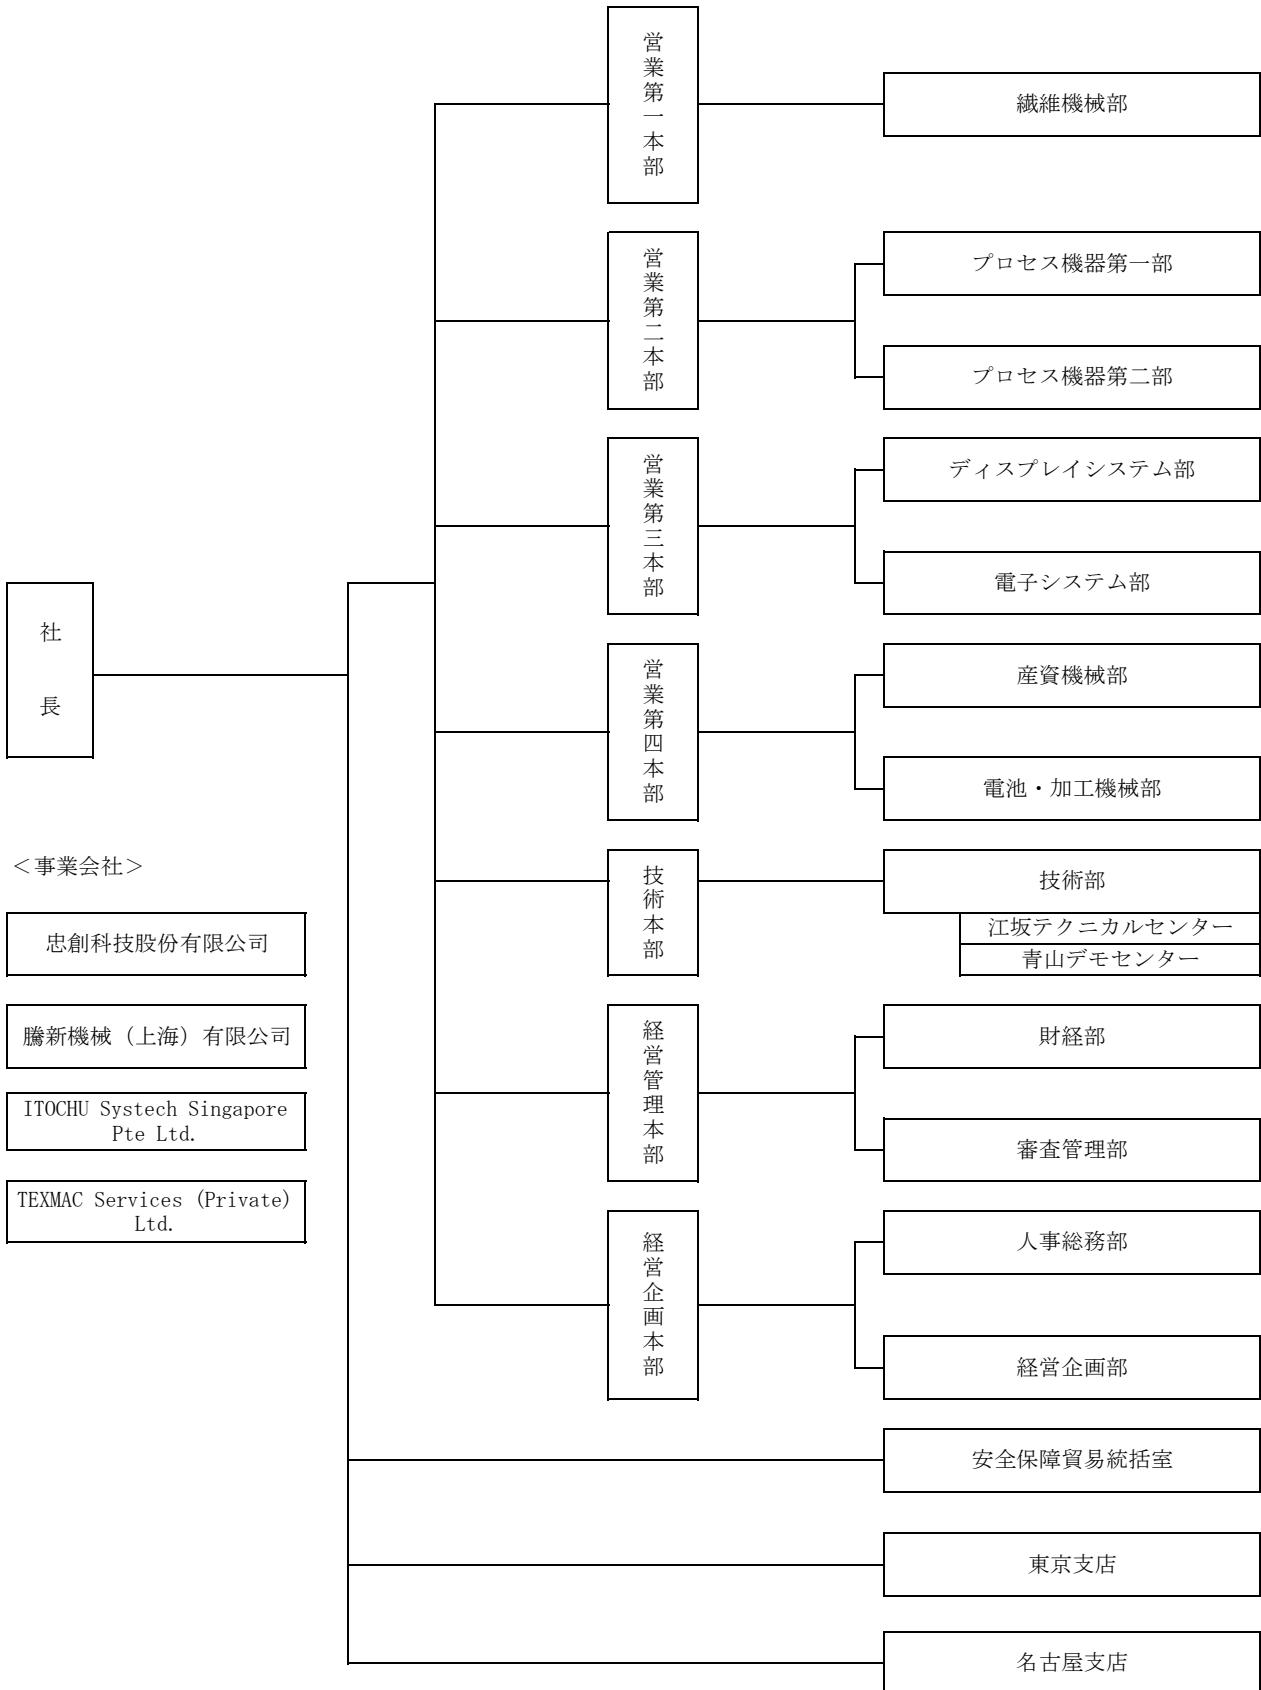 社長
営業第一本部
繊維機械部
営業第二本部
プロセス機器第一部
プロセス機器第二部
営業第三本部
ディスプレイシステム部
電子システム部
営業第四本部
産資機械部
電池・加工機械部
技術本部
技術部
江坂テクニカルセンター
青山デモセンター
経営管理本部
財経部
審査管理部
経営企画本部
人事総務部
経営企画部
安全保障貿易統括室
東京支店
名古屋支店
＜事業会社＞
忠創科技股份有限公司
騰新機械（上海）有限公司
ITOCHU Systech Singapore
Pte Ltd.
TEXMAC Services (Private)
Ltd.